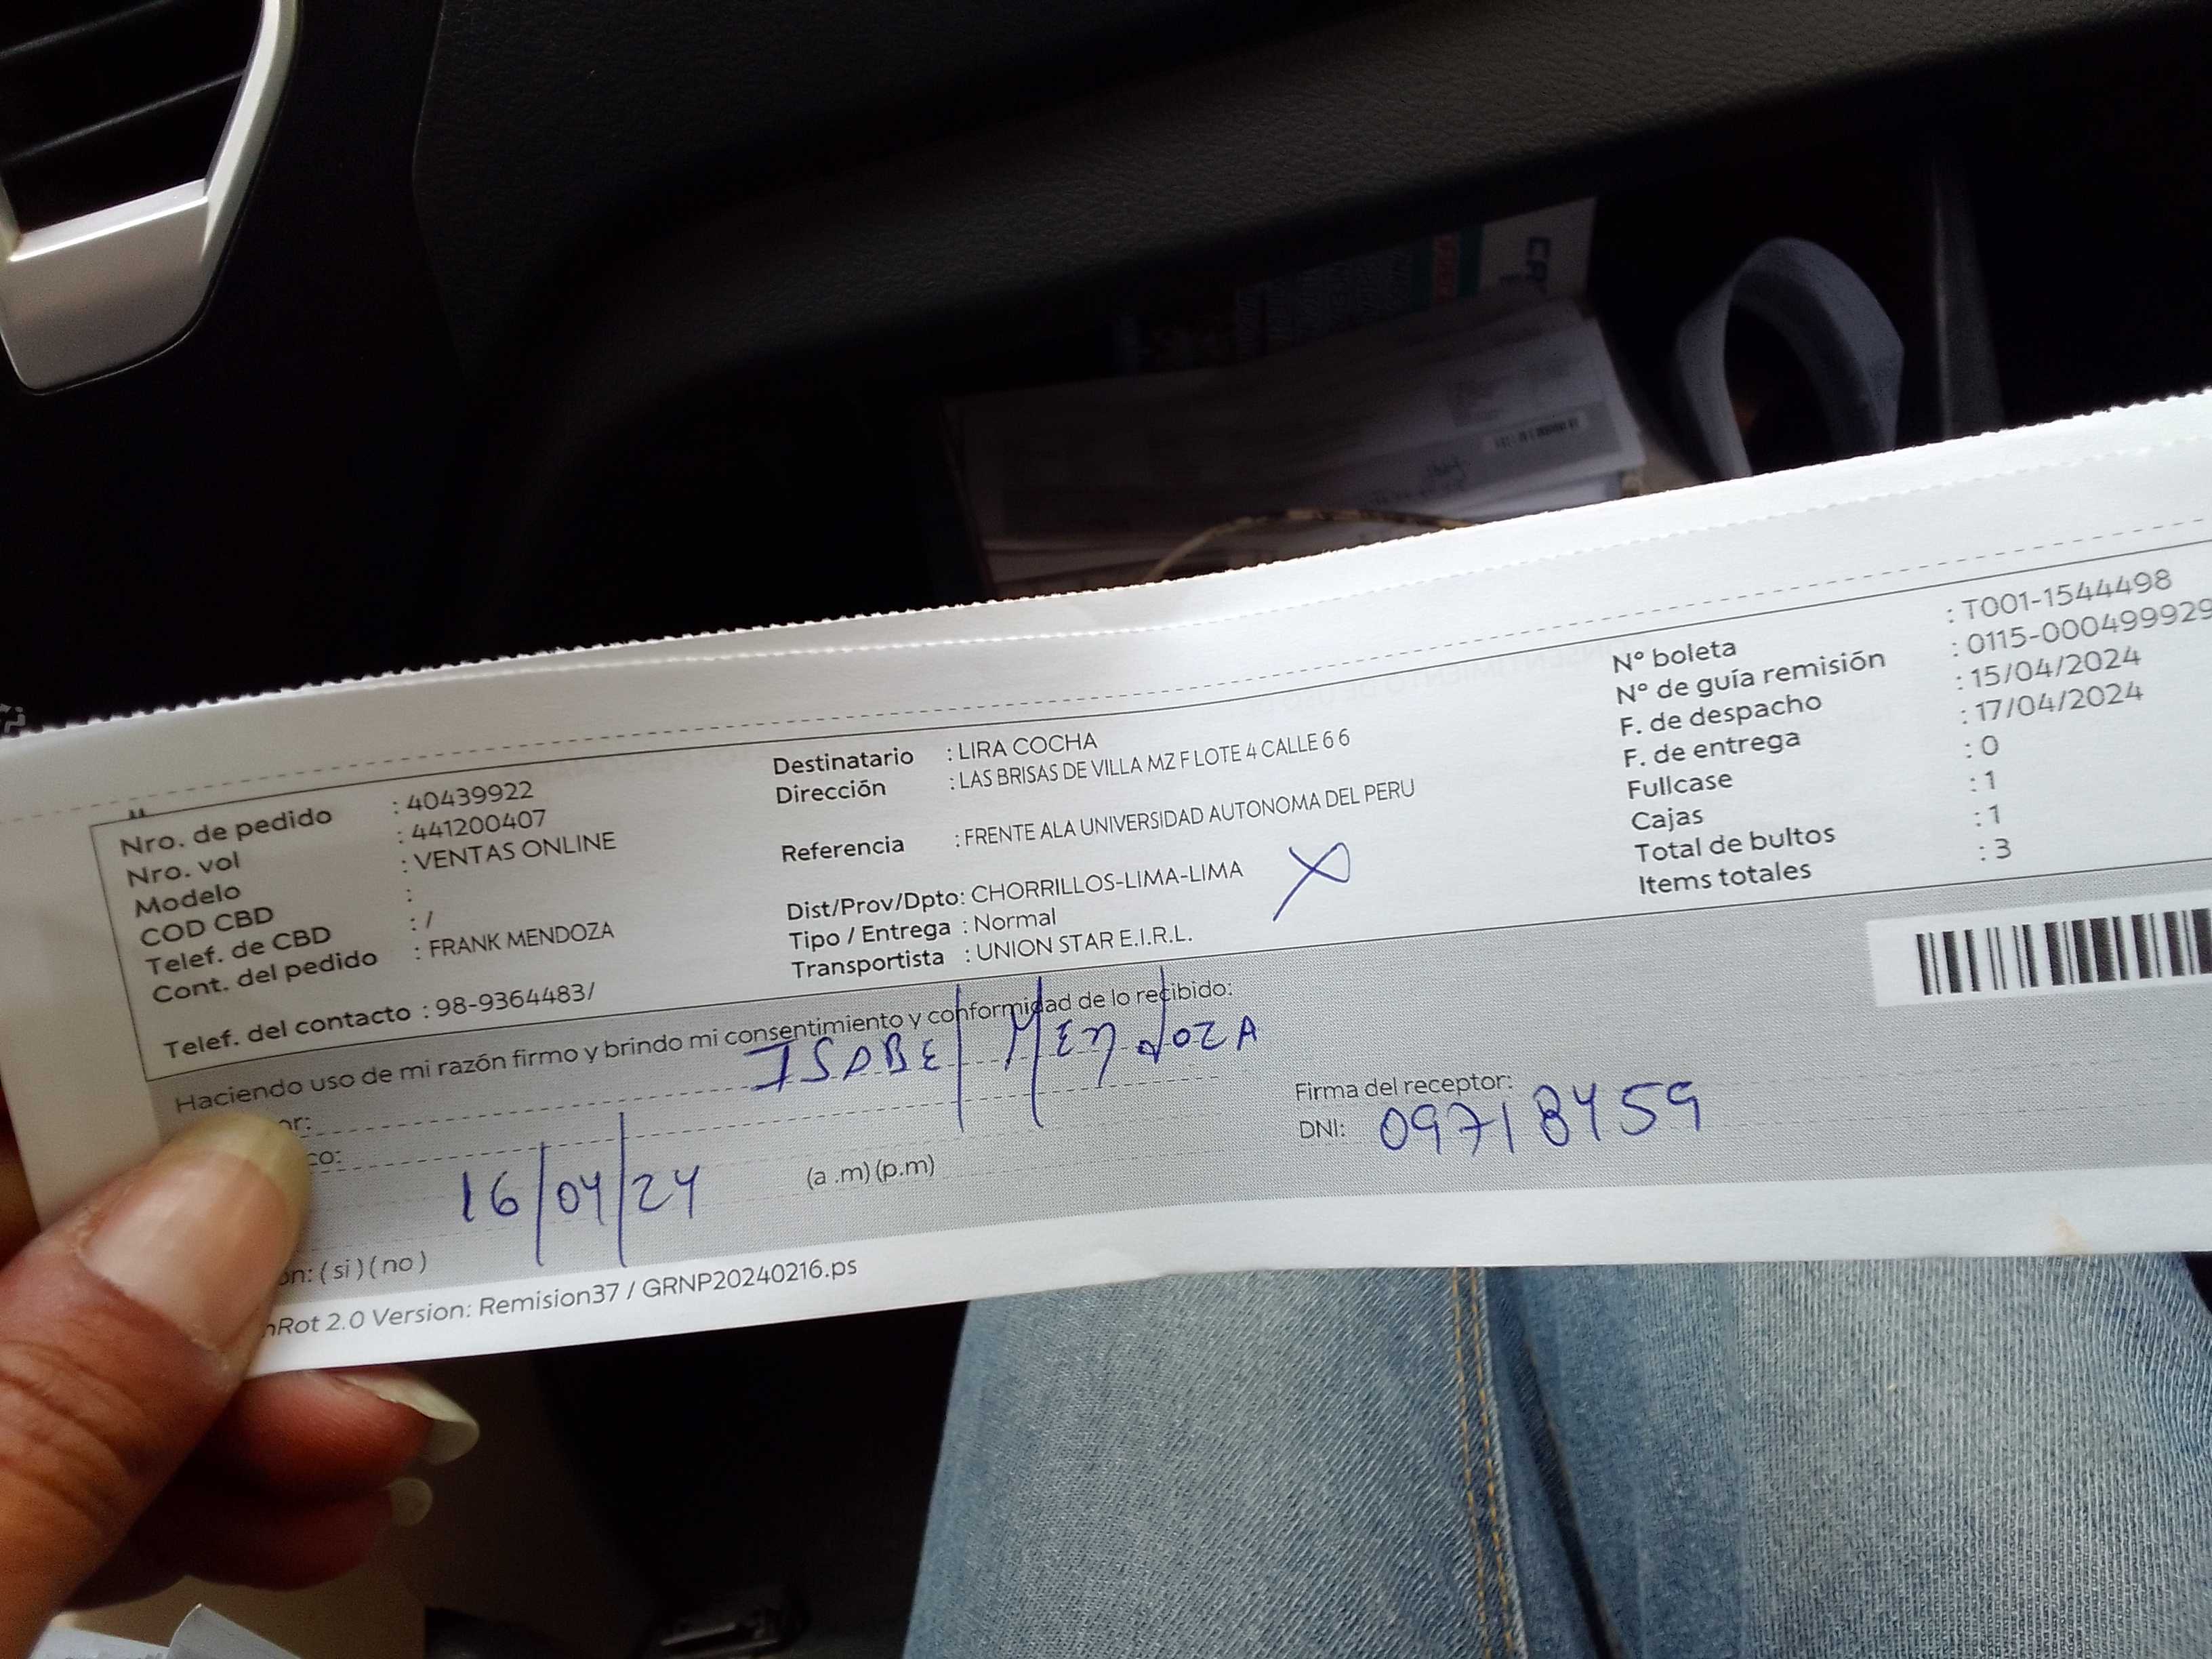 Nro. de pedido : 40439922
Nro. vol : 441200407
Modelo : VENTAS ONLINE
COD CBD :
Telef. de CBD : /
Cont. del pedido : FRANK MENDOZA
Telef. del contacto : 98-9364483/
Destinatario : LIRA COCHA
Dirección : LAS BRISAS DE VILLA MZ F LOTE 4 CALLE 6 6
Referencia : FRENTE ALA UNIVERSIDAD AUTONOMA DEL PERU
Dist/Prov/Dpto: CHORRILLOS-LIMA-LIMA
Tipo / Entrega : Normal
Transportista : UNION STAR E.I.R.L.
N° boleta : T001-1544498
N° de guía remisión : 0115-000499929
F. de despacho : 15/04/2024
F. de entrega : 17/04/2024
Fullcase : 0
Cajas : 1
Total de bultos : 1
Items totales : 3
Haciendo uso de mi razón firmo y brindo mi consentimiento y conformidad de lo recibido:
or: ISABEl MENdOZA
co:
16/04/24 (a .m) (p.m)
Firma del receptor:
DNI: 09718459
ón: ( si ) ( no )
nRot 2.0 Version: Remision37 / GRNP20240216.ps